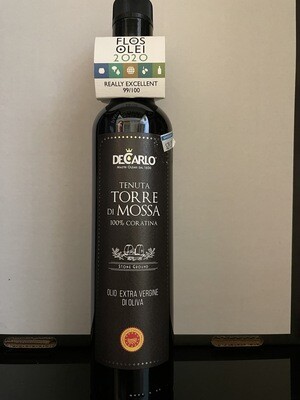 FLOS
OLEI
2020
REALLY EXCELLENT
99/100
DECARLO
TENUTA
TORRE
DI MOSSA
100% CORATINA
STONE GROUND
OLIO EXTRA VERGINE
DI OLIVA